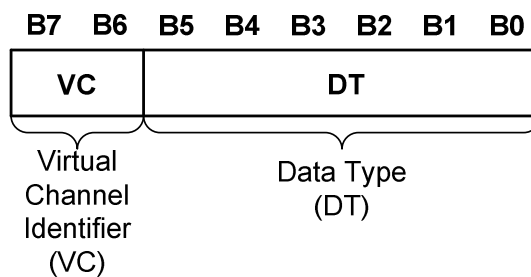 B7 B6 B5 B4 B3 B2 B1 B0
VC DT
Virtual
Channel
Identifier
(VC)
Data Type
(DT)